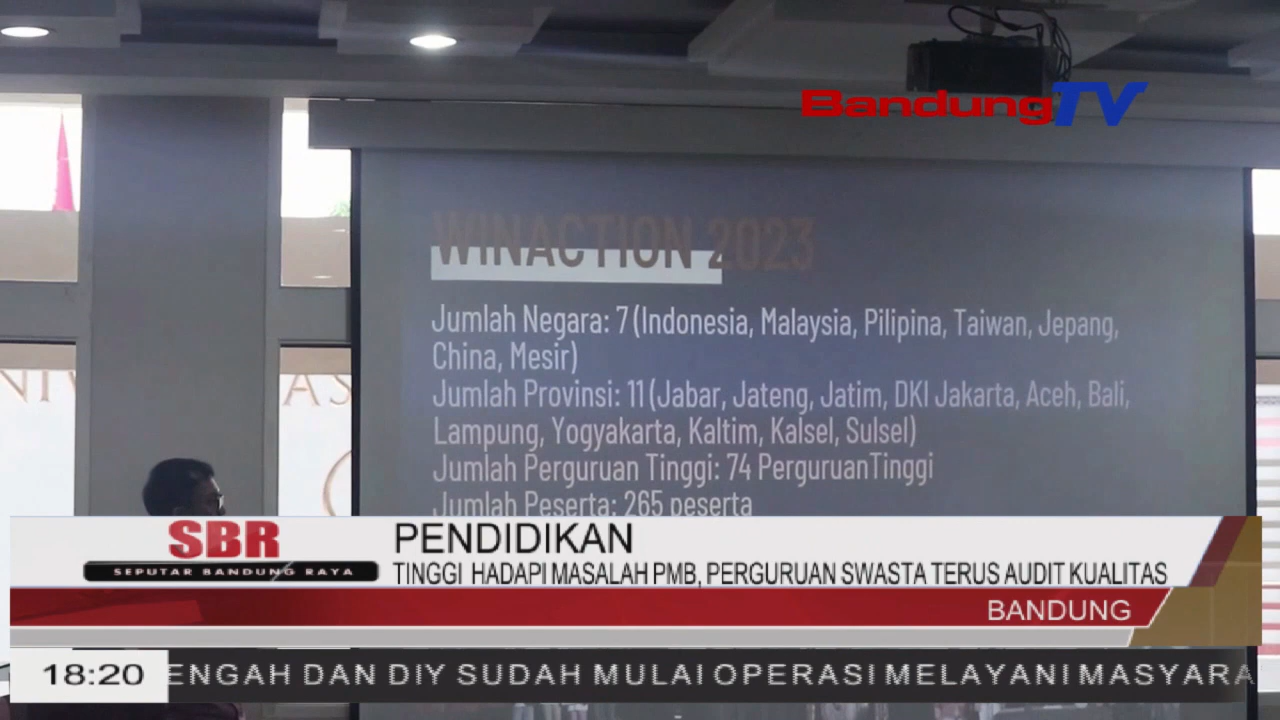 BandungTV
WINACTION 2023
Jumlah Negara: 7 (Indonesia, Malaysia, Pilipina, Taiwan, Jepang,
China, Mesir)
Jumlah Provinsi: 11 (Jabar, Jateng, Jatim, DKI Jakarta, Aceh, Bali,
Lampung, Yogyakarta, Kaltim, Kalsel, Sulsel)
Jumlah Perguruan Tinggi: 74 PerguruanTinggi
Jumlah Peserta: 265 peserta
SBR
SEPUTAR BANDUNG RAYA
PENDIDIKAN
TINGGI HADAPI MASALAH PMB, PERGURUAN SWASTA TERUS AUDIT KUALITAS
BANDUNG
18:20
ENGAH DAN DIY SUDAH MULAI OPERASI MELAYANI MASYARA